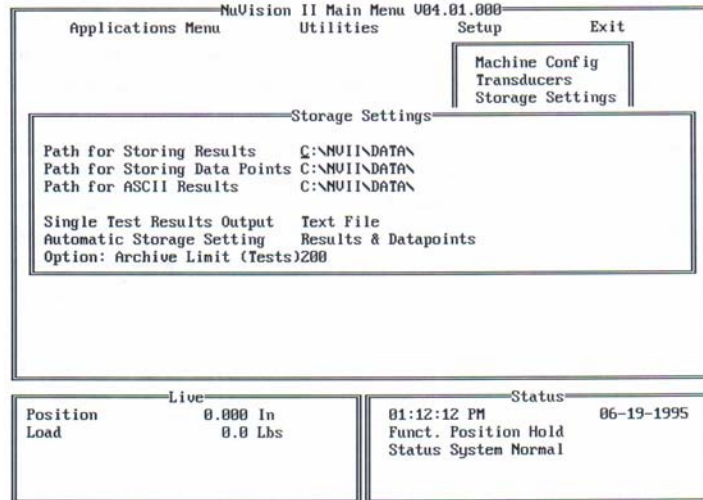 NuVision II Main Menu V04.01.000
Applications Menu Utilities Setup Exit
Machine Config
Transducers
Storage Settings
Storage Settings
Path for Storing Results C:\NVII\DATA\
Path for Storing Data Points C:\NVII\DATA\
Path for ASCII Results C:\NVII\DATA\
Single Test Results Output Text File
Automatic Storage Setting Results & Datapoints
Option: Archive Limit (Tests)200
Live
Position 0.000 In
Load 0.0 Lbs
Status
01:12:12 PM 06-19-1995
Funct. Position Hold
Status System Normal